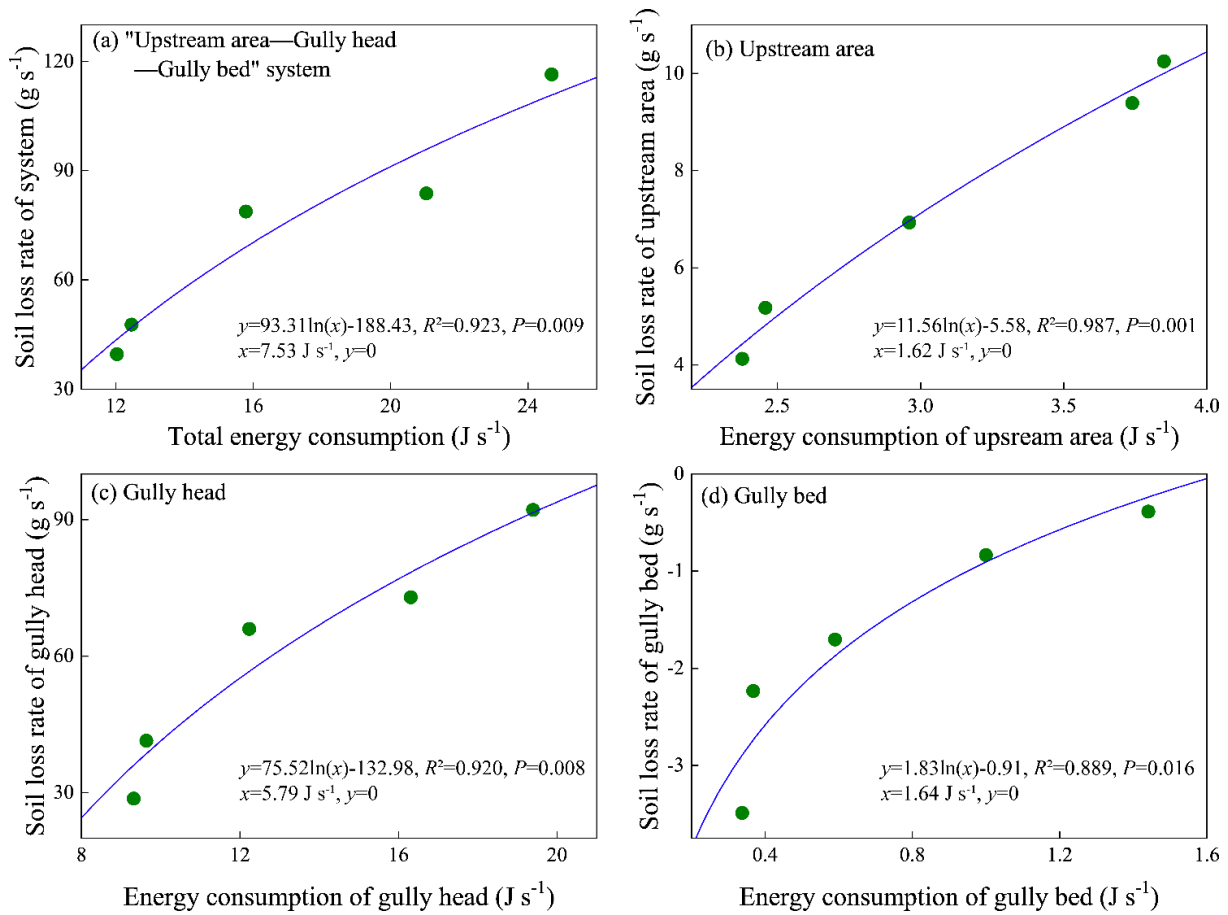 (a) "Upstream area—Gully head
—Gully bed" system
Soil loss rate of system (g s⁻¹)
120
90
60
30
y=93.31ln(x)-188.43, R²=0.923, P=0.009
x=7.53 J s⁻¹, y=0
12
16
20
24
Total energy consumption (J s⁻¹)
(b) Upstream area
Soil loss rate of upstream area (g s⁻¹)
10
8
6
4
y=11.56ln(x)-5.58, R²=0.987, P=0.001
x=1.62 J s⁻¹, y=0
2.5
3.0
3.5
4.0
Energy consumption of upsream area (J s⁻¹)
(c) Gully head
Soil loss rate of gully head (g s⁻¹)
90
60
30
y=75.52ln(x)-132.98, R²=0.920, P=0.008
x=5.79 J s⁻¹, y=0
8
12
16
20
Energy consumption of gully head (J s⁻¹)
(d) Gully bed
Soil loss rate of gully bed (g s⁻¹)
0
-1
-2
-3
y=1.83ln(x)-0.91, R²=0.889, P=0.016
x=1.64 J s⁻¹, y=0
0.4
0.8
1.2
1.6
Energy consumption of gully bed (J s⁻¹)